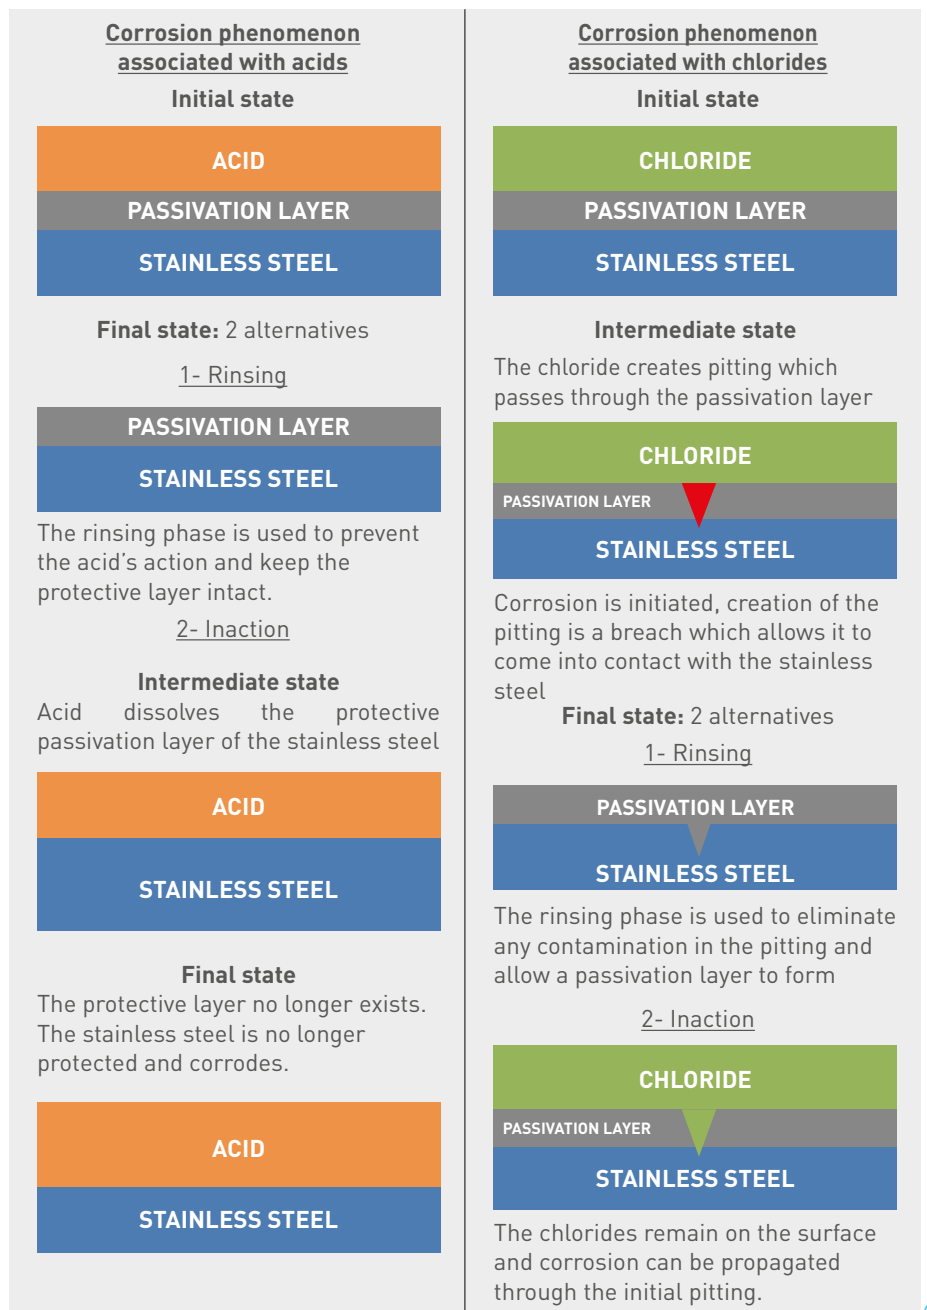 Corrosion phenomenon
associated with acids
Initial state
ACID
PASSIVATION LAYER
STAINLESS STEEL
Final state: 2 alternatives
1- Rinsing
PASSIVATION LAYER
STAINLESS STEEL
The rinsing phase is used to prevent
the acid's action and keep the
protective layer intact.
2- Inaction
Intermediate state
Acid dissolves the protective
passivation layer of the stainless steel
ACID
STAINLESS STEEL
Final state
The protective layer no longer exists.
The stainless steel is no longer
protected and corrodes.
ACID
STAINLESS STEEL
Corrosion phenomenon
associated with chlorides
Initial state
CHLORIDE
PASSIVATION LAYER
STAINLESS STEEL
Intermediate state
The chloride creates pitting which
passes through the passivation layer
CHLORIDE
PASSIVATION LAYER
STAINLESS STEEL
Corrosion is initiated, creation of the
pitting is a breach which allows it to
come into contact with the stainless
steel
Final state: 2 alternatives
1- Rinsing
PASSIVATION LAYER
STAINLESS STEEL
The rinsing phase is used to eliminate
any contamination in the pitting and
allow a passivation layer to form
2- Inaction
CHLORIDE
PASSIVATION LAYER
STAINLESS STEEL
The chlorides remain on the surface
and corrosion can be propagated
through the initial pitting.